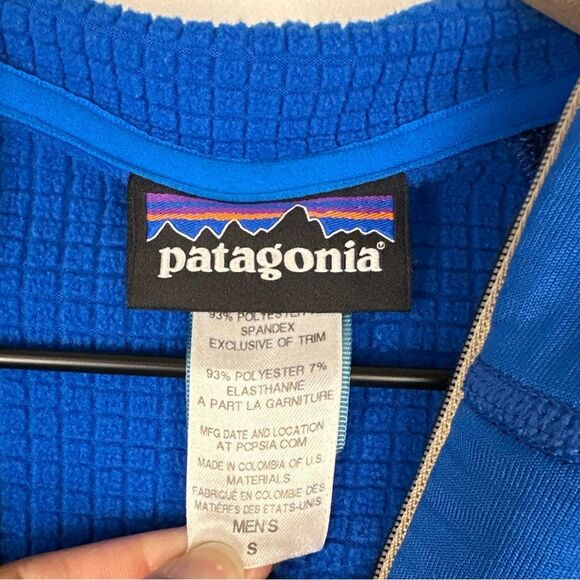 patagonia®
93% POLYESTER
SPANDEX
EXCLUSIVE OF TRIM
93% POLYESTER 7%
ELASTHANNE
A PART LA GARNITURE
MFG DATE AND LOCATION
AT PCPSIA.COM
MADE IN COLOMBIA OF U.S.
MATERIALS
FABRIQUÉ EN COLOMBIE DES
MATIÈRES DES ETATS-UNIS
MEN'S
S